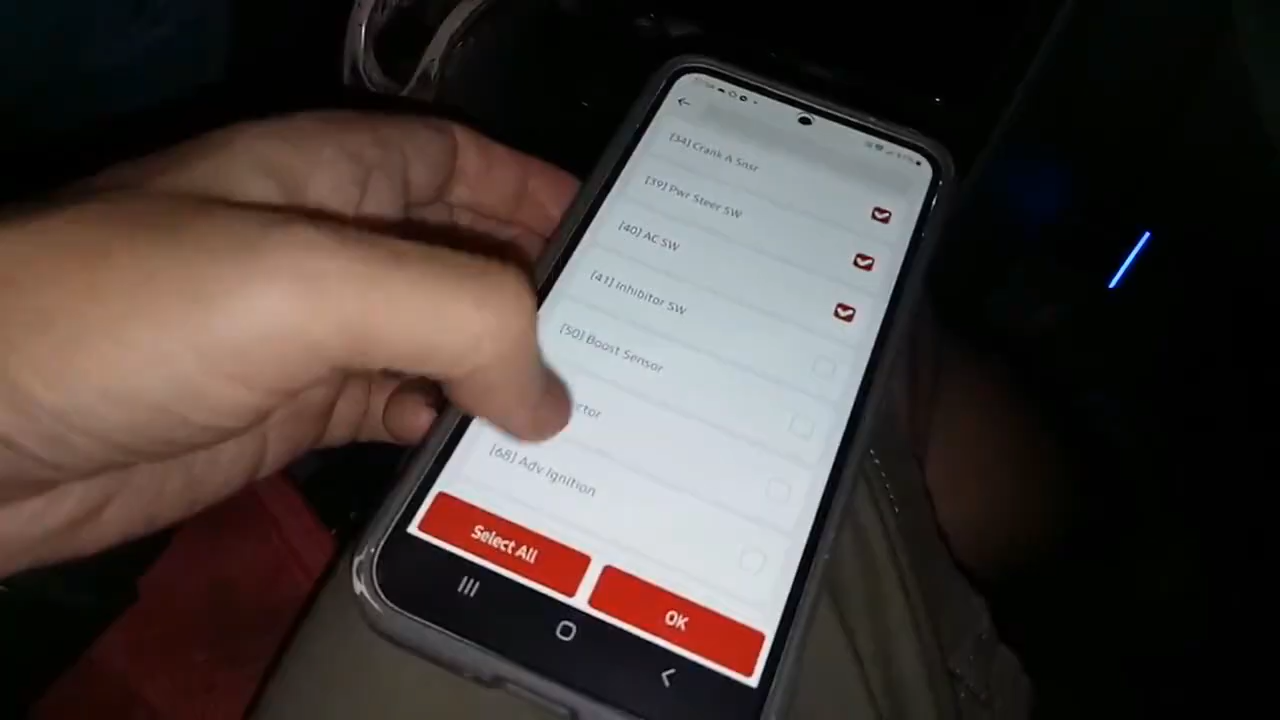 [34] Crank A Snsr
[39] Pwr Steer SW
[40] AC SW
[41] Inhibitor SW
[50] Boost Sensor
ctor
[68] Adv Ignition
Select All
OK